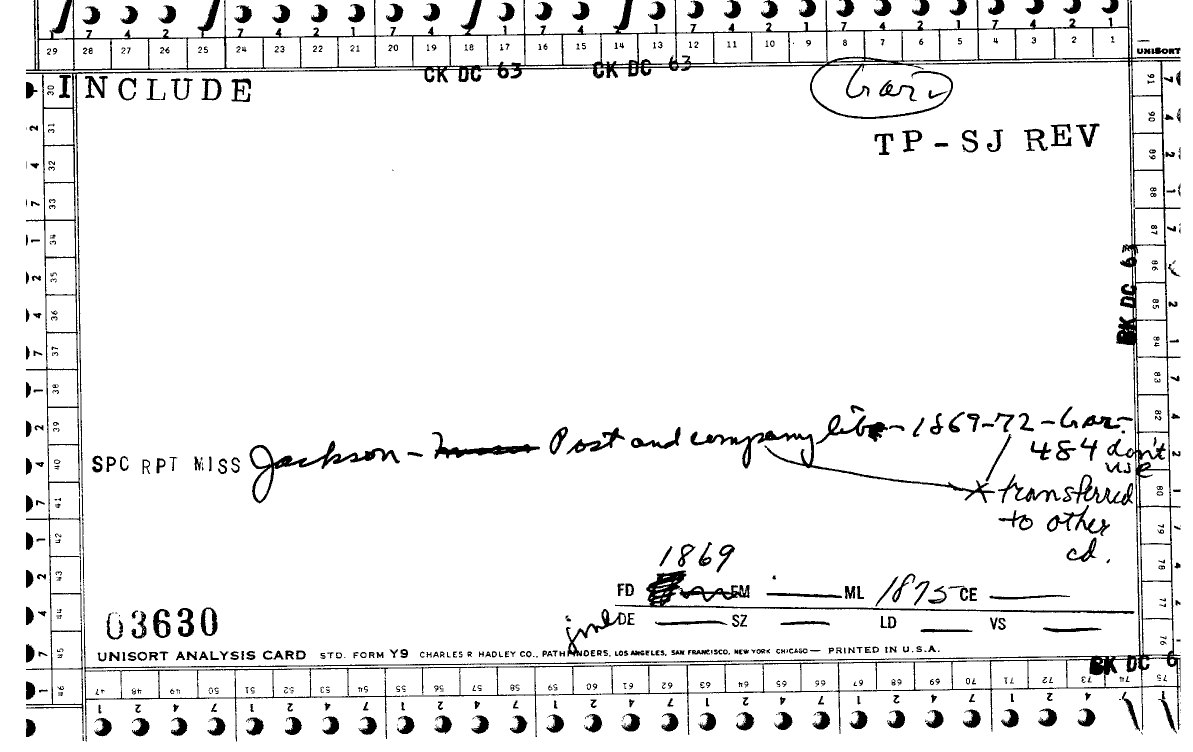 7 4 2 1 7 4 2 1 7 4 2 1 7 4 2 1 7 4 2 1 7 4 2 1 7 4 2 1
29 28 27 26 25 24 23 22 21 20 19 18 17 16 15 14 13 12 11 10 9 8 7 6 5 4 3 2 1 UNISORT
CK DC 63 CK DC 63
INCLUDE
TP-SJ REV
BK DC 63
SPC RPT MISS Jackson - Post and company lib - 1869-72 - Gar.
484 don't use
X transferred
to other
cd.
1869
FD EM ML 1875 CE
DE SZ LD VS
03630
UNISORT ANALYSIS CARD STD. FORM Y9 CHARLES R HADLEY CO., PATHFINDERS, LOS ANGELES, SAN FRANCISCO, NEW YORK CHICAGO — PRINTED IN U.S.A.
BK DC 6
30 31 32 33 34 35 36 37 38 39 40 41 42 43 44 45 46
47 48 49 50 51 52 53 54 55 56 57 58 59 60 61 62 63 64 65 66 67 68 69 70 71 72 73 74 75
1 2 4 7 1 2 4 7 1 2 4 7 1 2 4 7 1 2 4 7 1 2 4 7 1 2 4
91 90 89 88 87 86 85 84 83 82 80 79 78 77 76